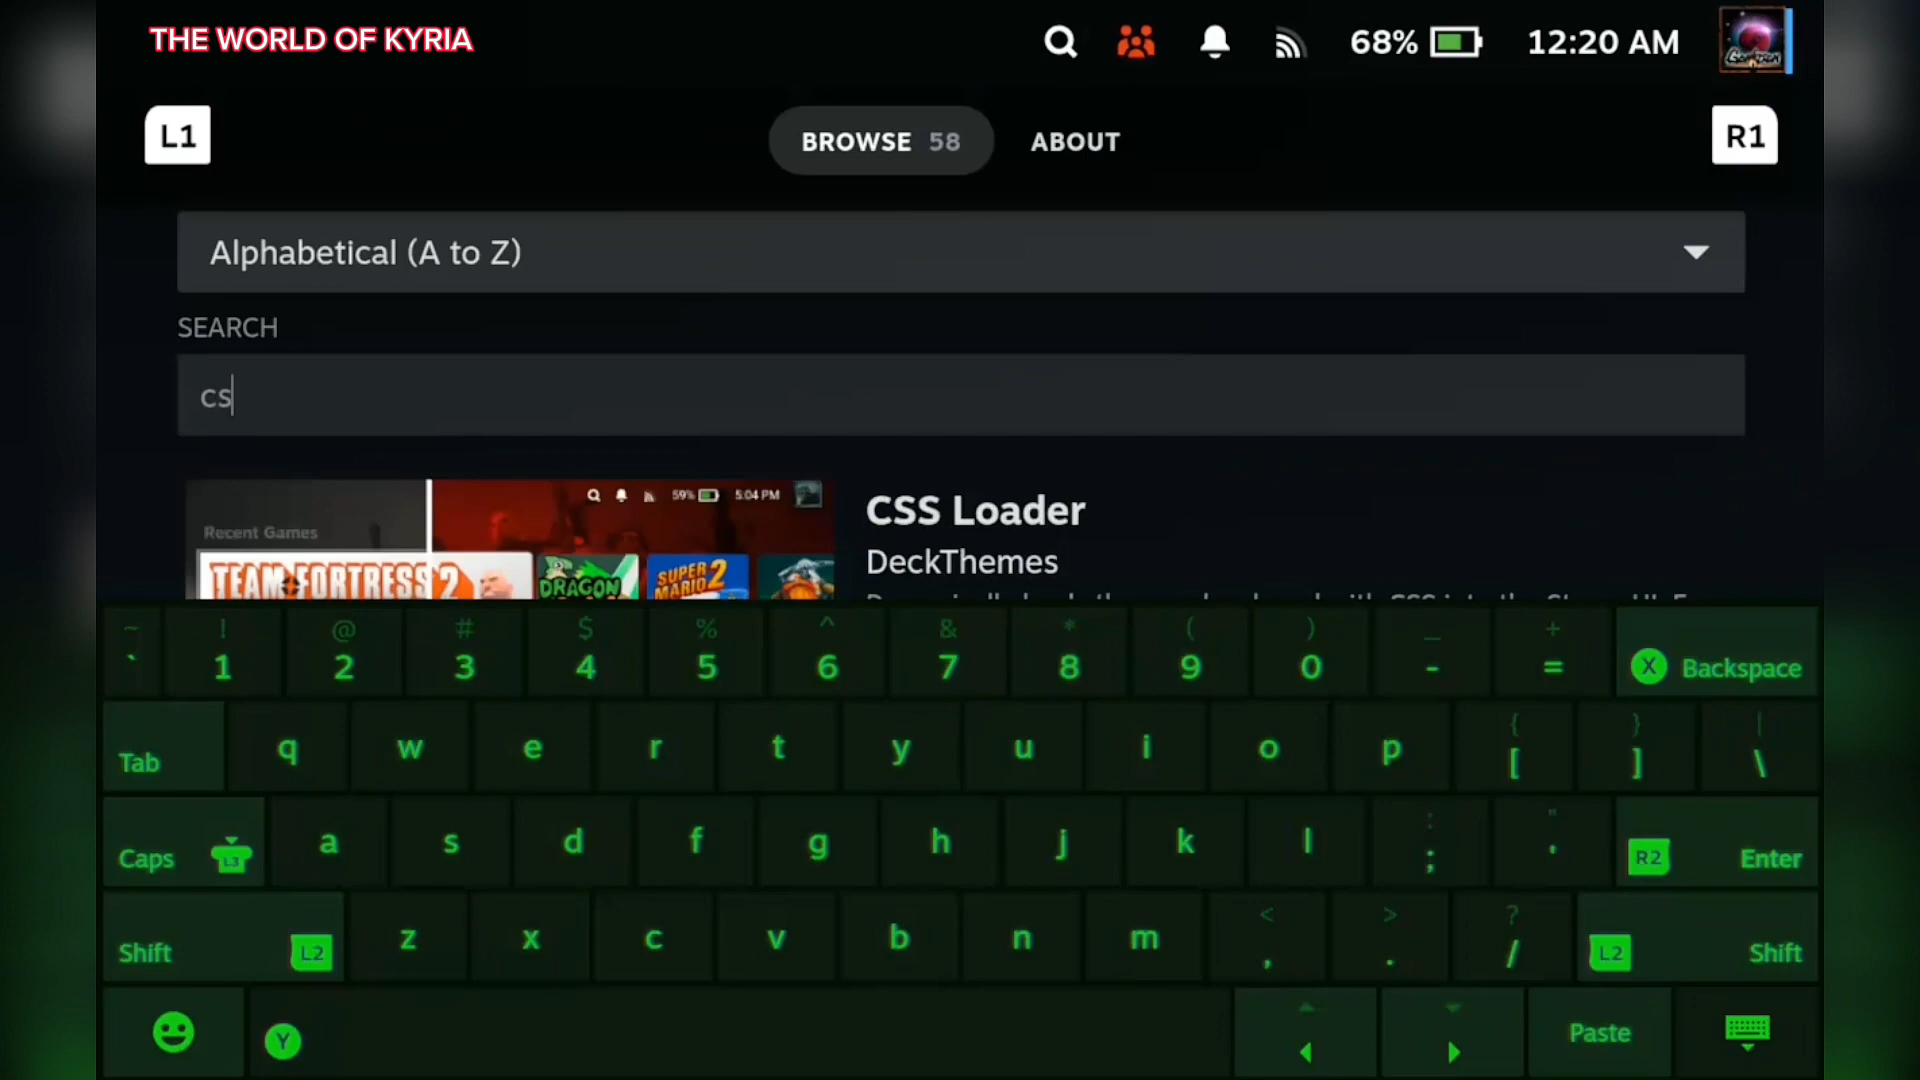 THE WORLD OF KYRIA
68%
12:20 AM
L1
BROWSE 58
ABOUT
R1
Alphabetical (A to Z)
SEARCH
cs
59%
5:04 PM
Recent Games
TEAM FORTRESS 2
DRAGON
SUPER MARIO 2
CSS Loader
DeckThemes
~ ! @ # $ % ^ & * ( ) _ +
` 1 2 3 4 5 6 7 8 9 0 - = X Backspace
{ } |
Tab q w e r t y u i o p [ ] \
: "
Caps L3 a s d f g h j k l ; ' R2 Enter
< > ?
Shift L2 z x c v b n m , . / L2 Shift
Y Paste